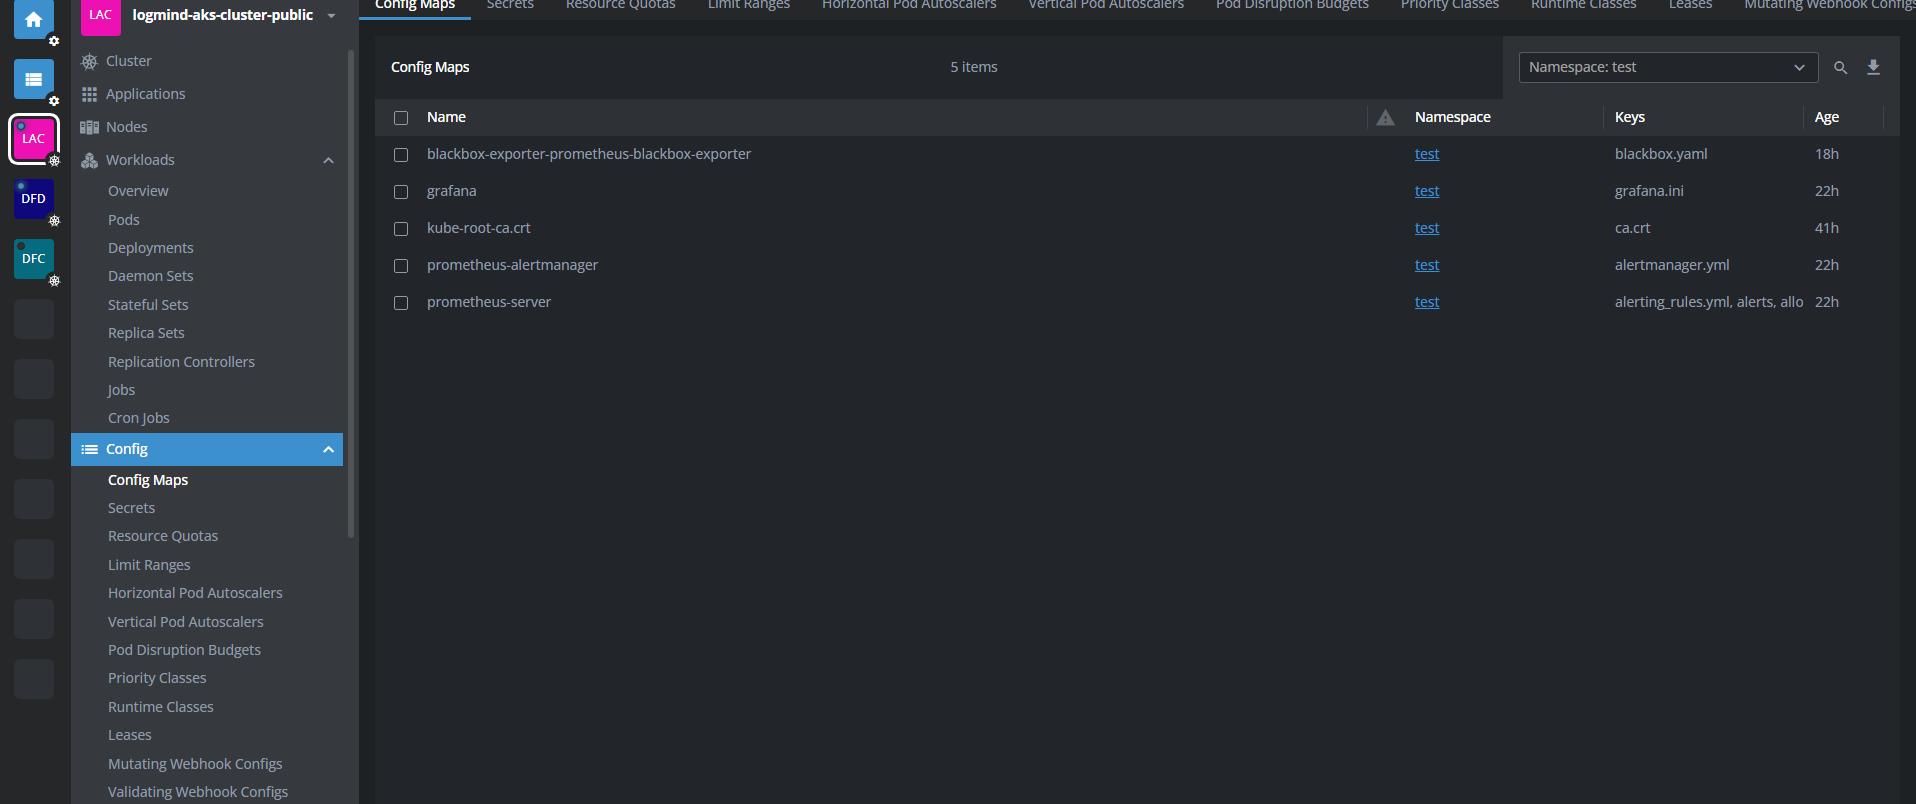 Config Maps Secrets Resource Quotas Limit Ranges Horizontal Pod Autoscalers Vertical Pod Autoscalers Pod Disruption Budgets Priority Classes Runtime Classes Leases Mutating Webhook Configs
LAC logmind-aks-cluster-public
Cluster
Applications
Nodes
Workloads
Overview
Pods
Deployments
Daemon Sets
Stateful Sets
Replica Sets
Replication Controllers
Jobs
Cron Jobs
Config
Config Maps
Secrets
Resource Quotas
Limit Ranges
Horizontal Pod Autoscalers
Vertical Pod Autoscalers
Pod Disruption Budgets
Priority Classes
Runtime Classes
Leases
Mutating Webhook Configs
Validating Webhook Configs
LAC
DFD
DFC
Config Maps 5 items Namespace: test
Name Namespace Keys Age
blackbox-exporter-prometheus-blackbox-exporter test blackbox.yaml 18h
grafana test grafana.ini 22h
kube-root-ca.crt test ca.crt 41h
prometheus-alertmanager test alertmanager.yml 22h
prometheus-server test alerting_rules.yml, alerts, allo 22h